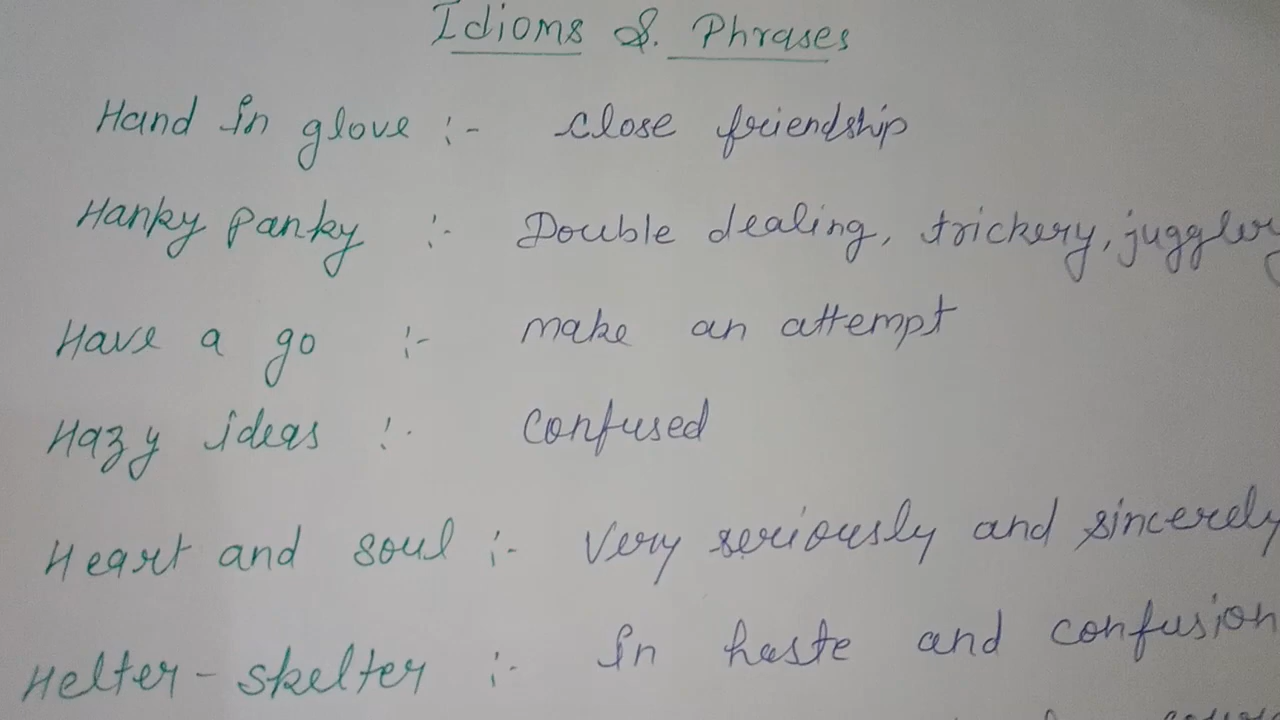 Idioms & Phrases
Hand in glove :- close friendship
Hanky panky :- Double dealing, trickery, jugglery
Have a go :- make an attempt
Hazy ideas :- Confused
Heart and soul :- Very seriously and sincerely
Helter-skelter :- In haste and confusion